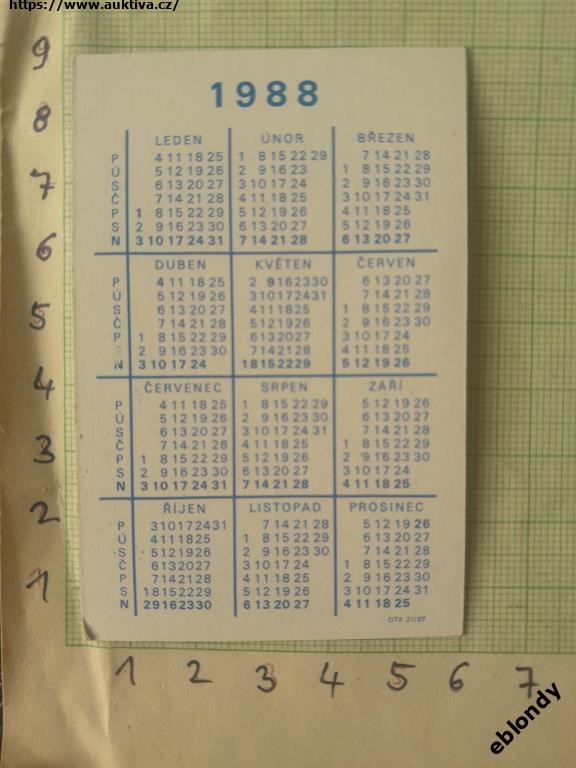 https://www.auktiva.cz/
1988
LEDEN ÚNOR BŘEZEN
P 4 11 18 25 1 8 15 22 29 7 14 21 28
Ú 5 12 19 26 2 9 16 23 1 8 15 22 29
S 6 13 20 27 3 10 17 24 2 9 16 23 30
Č 7 14 21 28 4 11 18 25 3 10 17 24 31
P 1 8 15 22 29 5 12 19 26 4 11 18 25
S 2 9 16 23 30 6 13 20 27 5 12 19 26
N 3 10 17 24 31 7 14 21 28 6 13 20 27
DUBEN KVĚTEN ČERVEN
P 4 11 18 25 2 9 16 23 30 6 13 20 27
Ú 5 12 19 26 3 10 17 24 31 7 14 21 28
S 6 13 20 27 4 11 18 25 1 8 15 22 29
Č 7 14 21 28 5 12 19 26 2 9 16 23 30
P 1 8 15 22 29 6 13 20 27 3 10 17 24
S 2 9 16 23 30 7 14 21 28 4 11 18 25
N 3 10 17 24 1 8 15 22 29 5 12 19 26
ČERVENEC SRPEN ZÁŘÍ
P 4 11 18 25 1 8 15 22 29 5 12 19 26
Ú 5 12 19 26 2 9 16 23 30 6 13 20 27
S 6 13 20 27 3 10 17 24 31 7 14 21 28
Č 7 14 21 28 4 11 18 25 1 8 15 22 29
P 1 8 15 22 29 5 12 19 26 2 9 16 23 30
S 2 9 16 23 30 6 13 20 27 3 10 17 24
N 3 10 17 24 31 7 14 21 28 4 11 18 25
ŘÍJEN LISTOPAD PROSINEC
P 3 10 17 24 31 7 14 21 28 5 12 19 26
Ú 4 11 18 25 1 8 15 22 29 6 13 20 27
S 5 12 19 26 2 9 16 23 30 7 14 21 28
Č 6 13 20 27 3 10 17 24 1 8 15 22 29
P 7 14 21 28 4 11 18 25 2 9 16 23 30
S 1 8 15 22 29 5 12 19 26 3 10 17 24 31
N 2 9 16 23 30 6 13 20 27 4 11 18 25
OTK 21/87
9
8
7
6
5
4
3
2
1
1 2 3 4 5 6 7
eblondy